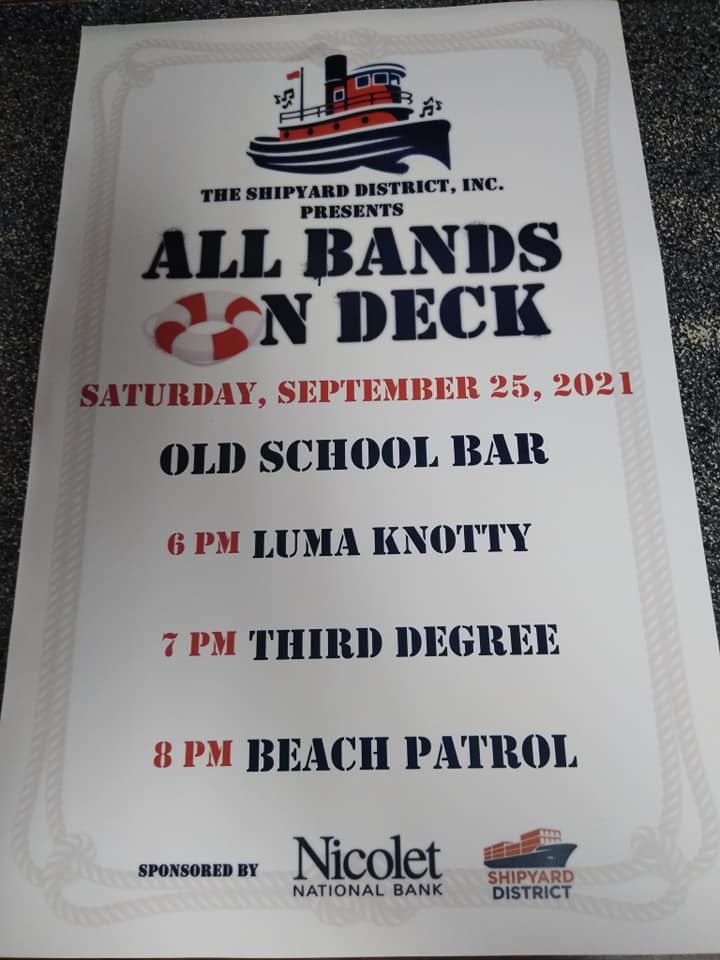 THE SHIPYARD DISTRICT, INC.
PRESENTS
ALL BANDS
ON DECK
SATURDAY, SEPTEMBER 25, 2021
OLD SCHOOL BAR
6 PM LUMA KNOTTY
7 PM THIRD DEGREE
8 PM BEACH PATROL
SPONSORED BY
Nicolet
NATIONAL BANK
SHIPYARD
DISTRICT